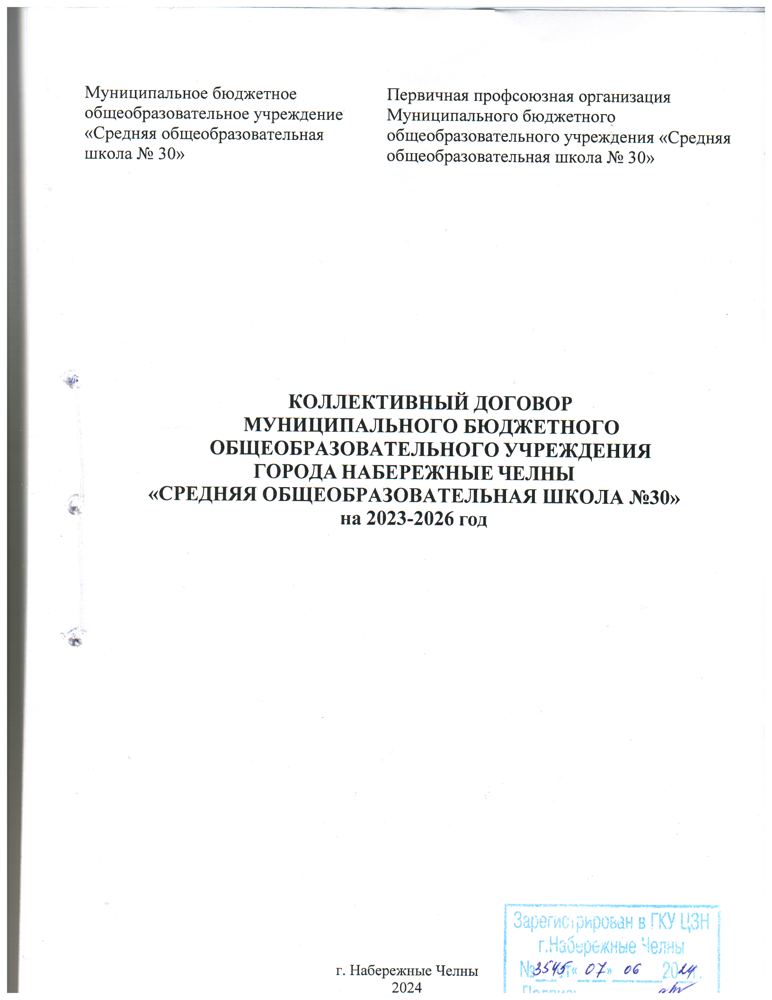 Муниципальное бюджетное
общеобразовательное учреждение
«Средняя общеобразовательная
школа № 30»
Первичная профсоюзная организация
Муниципального бюджетного
общеобразовательного учреждения «Средняя
общеобразовательная школа № 30»
КОЛЛЕКТИВНЫЙ ДОГОВОР
МУНИЦИПАЛЬНОГО БЮДЖЕТНОГО
ОБЩЕОБРАЗОВАТЕЛЬНОГО УЧРЕЖДЕНИЯ
ГОРОДА НАБЕРЕЖНЫЕ ЧЕЛНЫ
«СРЕДНЯЯ ОБЩЕОБРАЗОВАТЕЛЬНАЯ ШКОЛА №30»
на 2023-2026 год
г. Набережные Челны
2024
Зарегистрирован в ГКУ ЦЗН
г.Набережные Челны
№3545 от« 07 » 06 2024г.